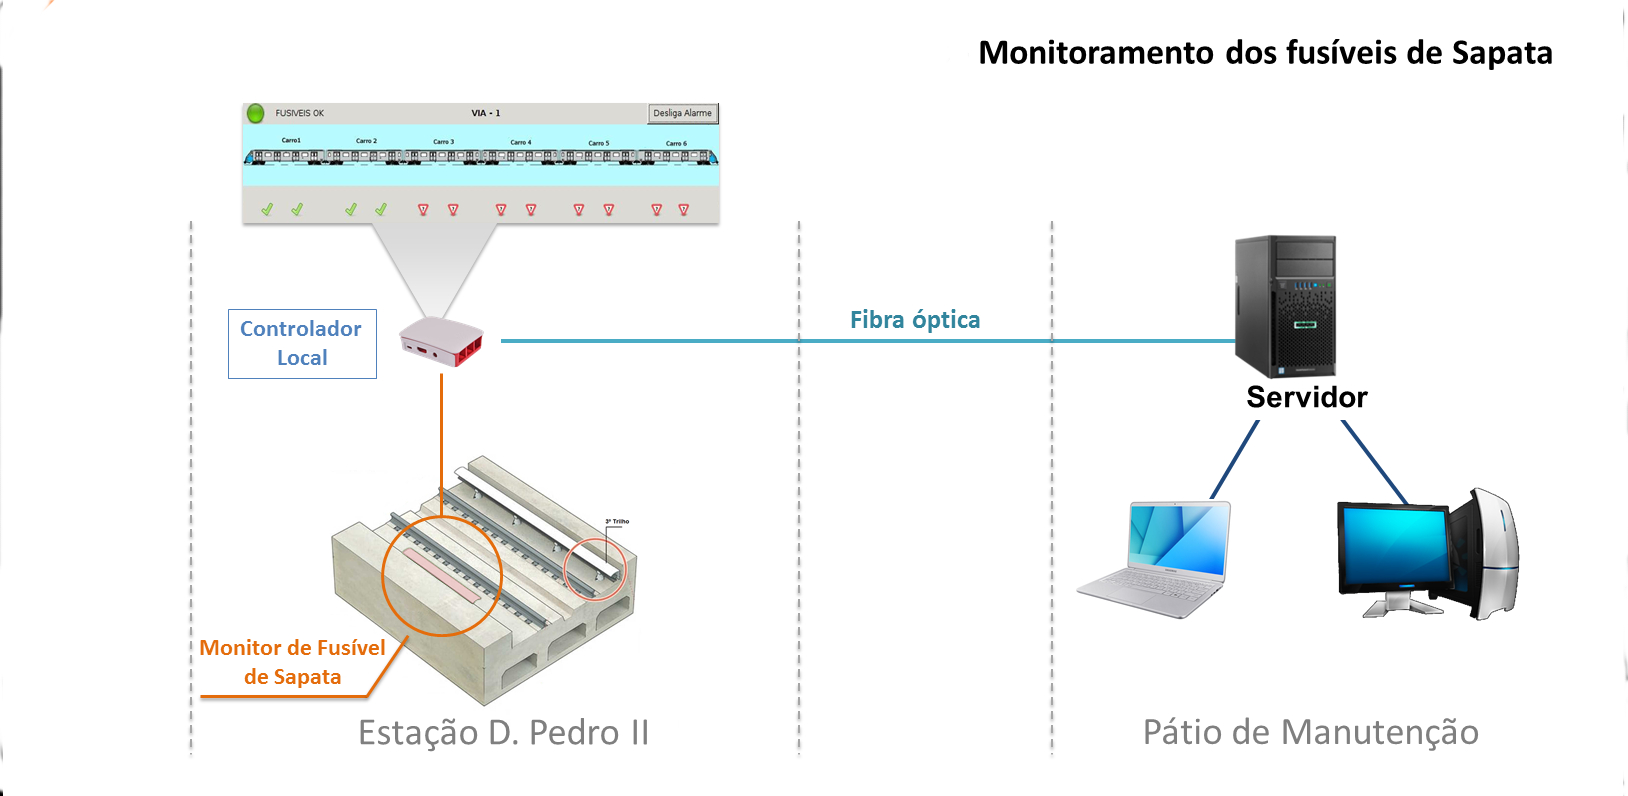 Monitoramento dos fusíveis de Sapata
FUSIVEIS OK
VIA - 1
Desliga Alarme
Carro1
Carro 2
Carro 3
Carro 4
Carro 5
Carro 6
Controlador
Local
Fibra óptica
Servidor
3º Trilho
Monitor de Fusível
de Sapata
Estação D. Pedro II
Pátio de Manutenção